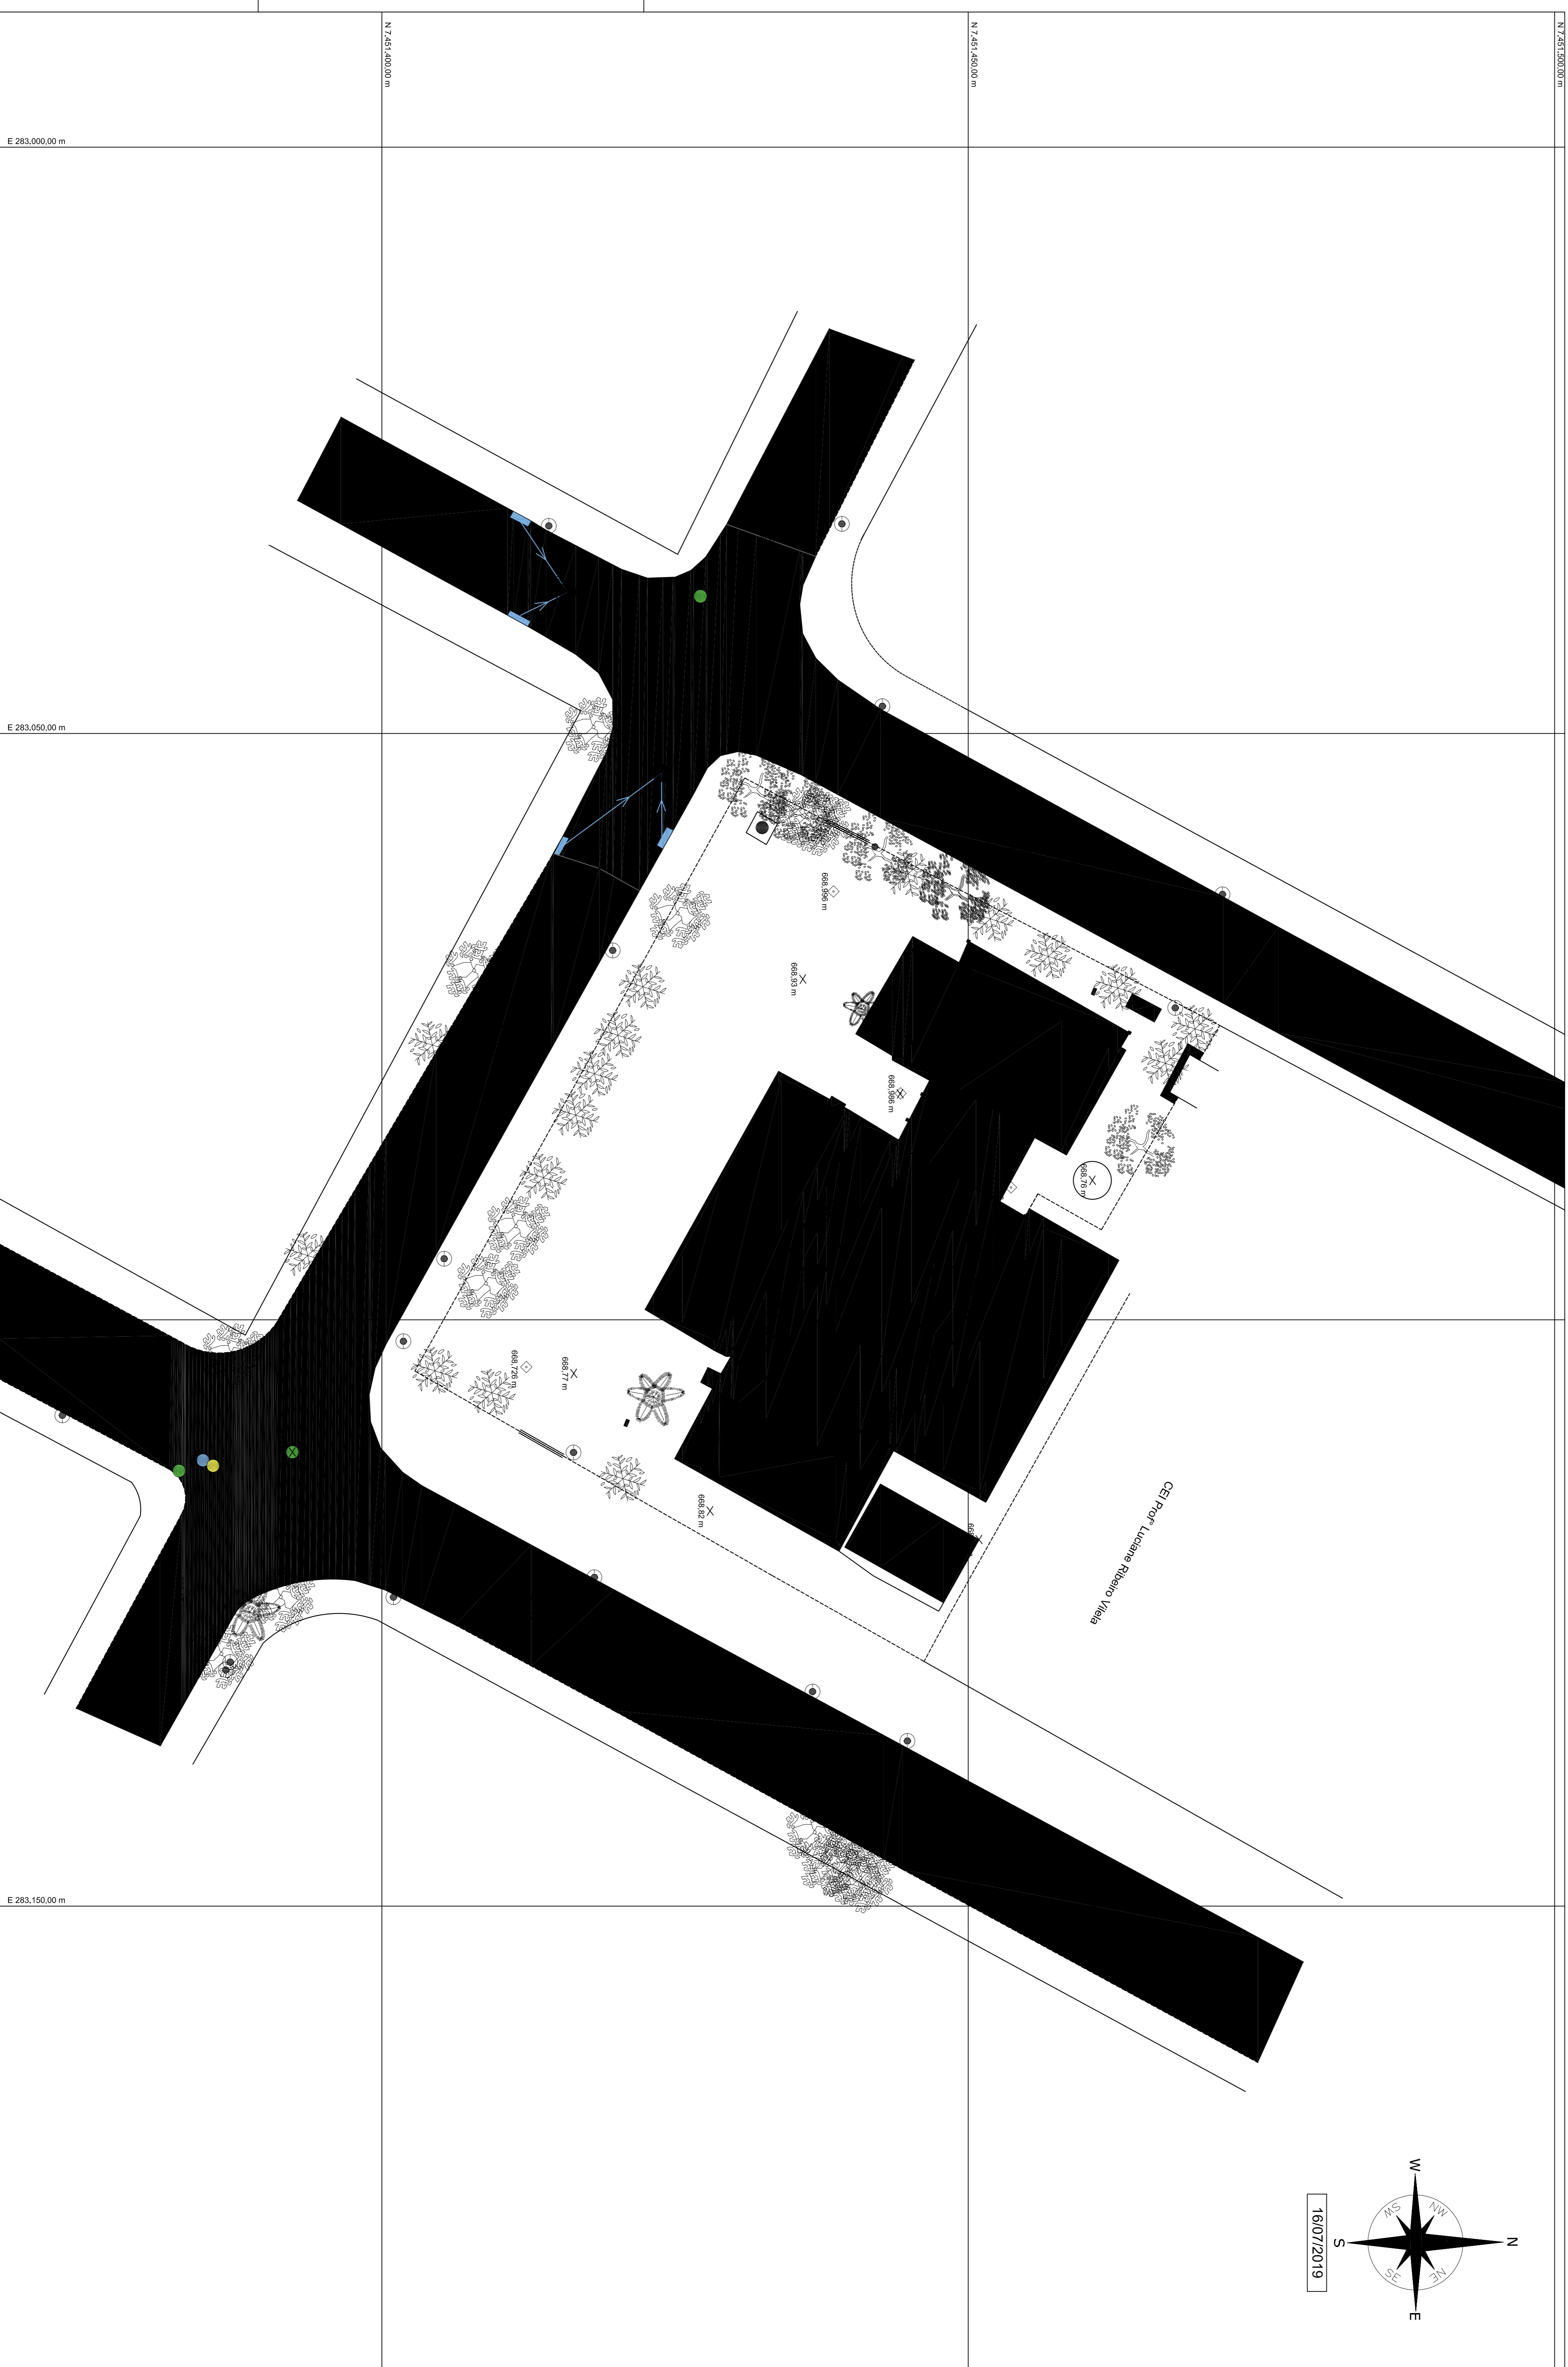 N 7,451,400,00 m
N 7,451,450,00 m
N 7,451,500,00 m
E 283,000,00 m
E 283,050,00 m
668,996 m
668,93 m
668,986 m
668,76 m
668,726 m
668,77 m
668,82 m
CEI Profª Luciane Ribeiro Vilela
E 283,150,00 m
W
SW
NW
16/07/2019
S
N
SE
NE
E